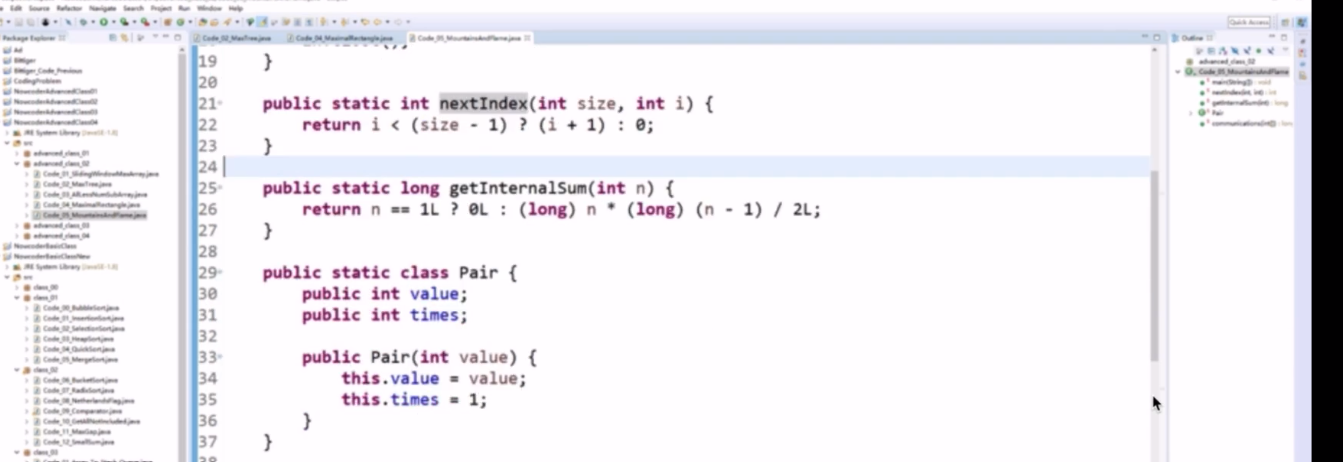 Edit Source Refactor Navigate Search Project Run Window Help
Quick Access
Package Explorer
Code_02_MaxTree.java Code_04_MaximalRectangle.java Code_05_MountainsAndFlame.java
Outline
Ad
Bittiger
Bittiger_Code_Previous
CodingProblem
NowcoderAdvancedClass01
NowcoderAdvancedClass02
NowcoderAdvancedClass03
NowcoderAdvancedClass04
JRE System Library [JavaSE-1.8]
src
advanced_class_01
advanced_class_02
Code_01_SlidingWindowMaxArray.java
Code_02_MaxTree.java
Code_03_AllLessNumSubArray.java
Code_04_MaximalRectangle.java
Code_05_MountainsAndFlame.java
advanced_class_03
advanced_class_04
NowcoderBasicClass
NowcoderBasicClassNew
JRE System Library [JavaSE-1.8]
src
class_00
class_01
Code_00_BubbleSort.java
Code_01_InsertionSort.java
Code_02_SelectionSort.java
Code_03_HeapSort.java
Code_04_QuickSort.java
Code_05_MergeSort.java
class_02
Code_06_BucketSort.java
Code_07_RadixSort.java
Code_08_NetherlandsFlag.java
Code_09_Comparator.java
Code_10_GetAllNotIncluded.java
Code_11_MaxGap.java
Code_12_SmallSum.java
class_03
19 }
20
21 public static int nextIndex(int size, int i) {
22 return i < (size - 1) ? (i + 1) : 0;
23 }
24
25 public static long getInternalSum(int n) {
26 return n == 1L ? 0L : (long) n * (long) (n - 1) / 2L;
27 }
28
29 public static class Pair {
30 public int value;
31 public int times;
32
33 public Pair(int value) {
34 this.value = value;
35 this.times = 1;
36 }
37 }
advanced_class_02
Code_05_MountainsAndFlame
main(String[]) : void
nextIndex(int, int) : int
getInternalSum(int) : long
Pair
communications(int[]) : long